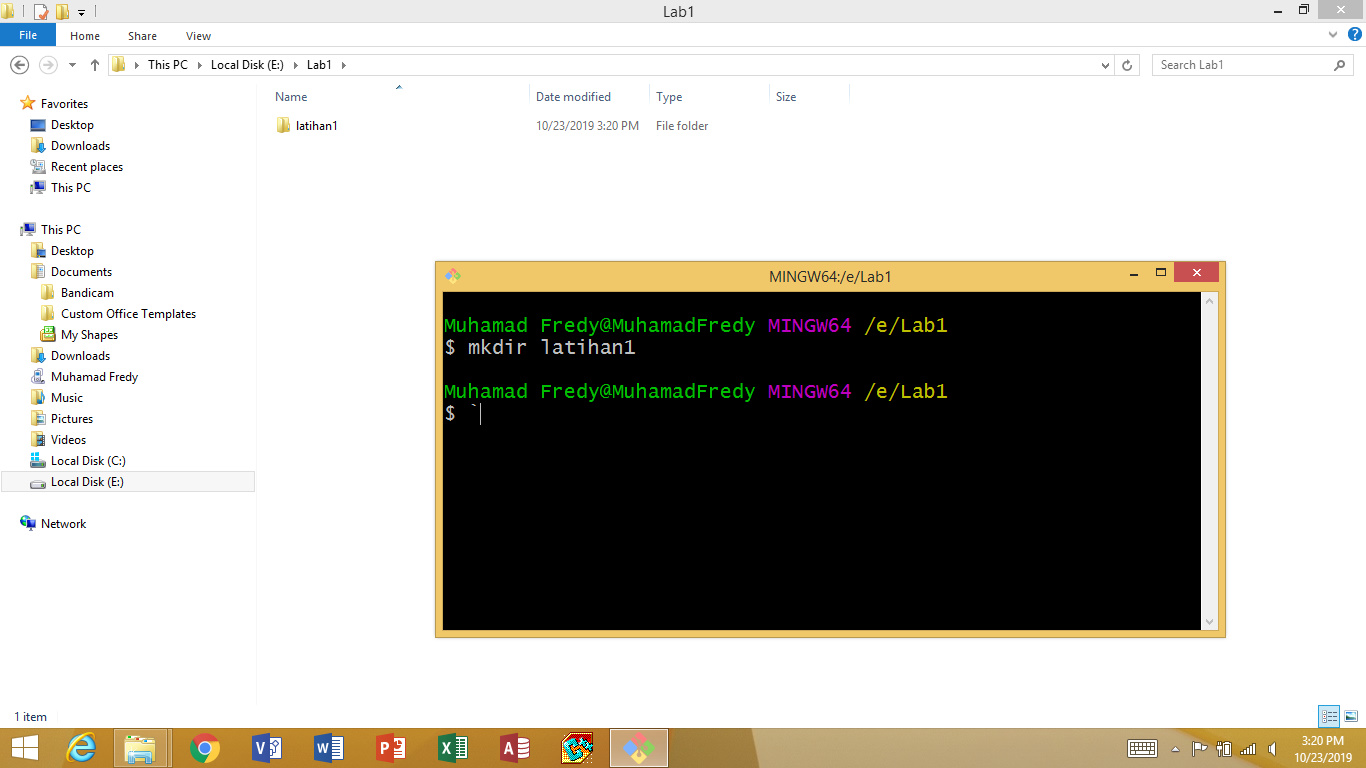 Lab1
File Home Share View
This PC Local Disk (E:) Lab1
Search Lab1
Favorites
Desktop
Downloads
Recent places
This PC
This PC
Desktop
Documents
Bandicam
Custom Office Templates
My Shapes
Downloads
Muhamad Fredy
Music
Pictures
Videos
Local Disk (C:)
Local Disk (E:)
Network
Name Date modified Type Size
latihan1 10/23/2019 3:20 PM File folder
MINGW64:/e/Lab1
Muhamad Fredy@MuhamadFredy MINGW64 /e/Lab1
$ mkdir latihan1
Muhamad Fredy@MuhamadFredy MINGW64 /e/Lab1
$ `
1 item
3:20 PM
10/23/2019